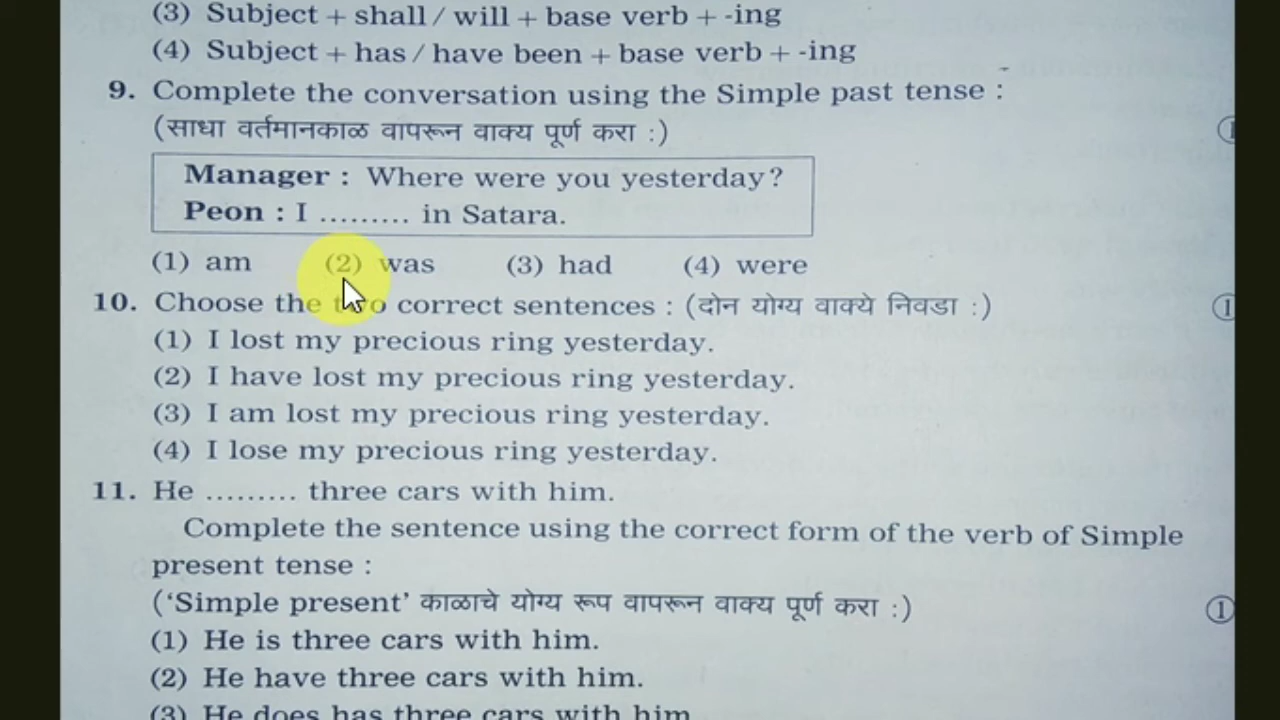 (3) Subject + shall / will + base verb + -ing
(4) Subject + has / have been + base verb + -ing
9. Complete the conversation using the Simple past tense :
(साधा वर्तमानकाळ वापरून वाक्य पूर्ण करा :)
Manager : Where were you yesterday?
Peon : I ......... in Satara.
(1) am (2) was (3) had (4) were
10. Choose the two correct sentences : (दोन योग्य वाक्ये निवडा :)
(1) I lost my precious ring yesterday.
(2) I have lost my precious ring yesterday.
(3) I am lost my precious ring yesterday.
(4) I lose my precious ring yesterday.
11. He ......... three cars with him.
Complete the sentence using the correct form of the verb of Simple
present tense :
('Simple present' काळाचे योग्य रूप वापरून वाक्य पूर्ण करा :) ①
(1) He is three cars with him.
(2) He have three cars with him.
(3) He does has three cars with him